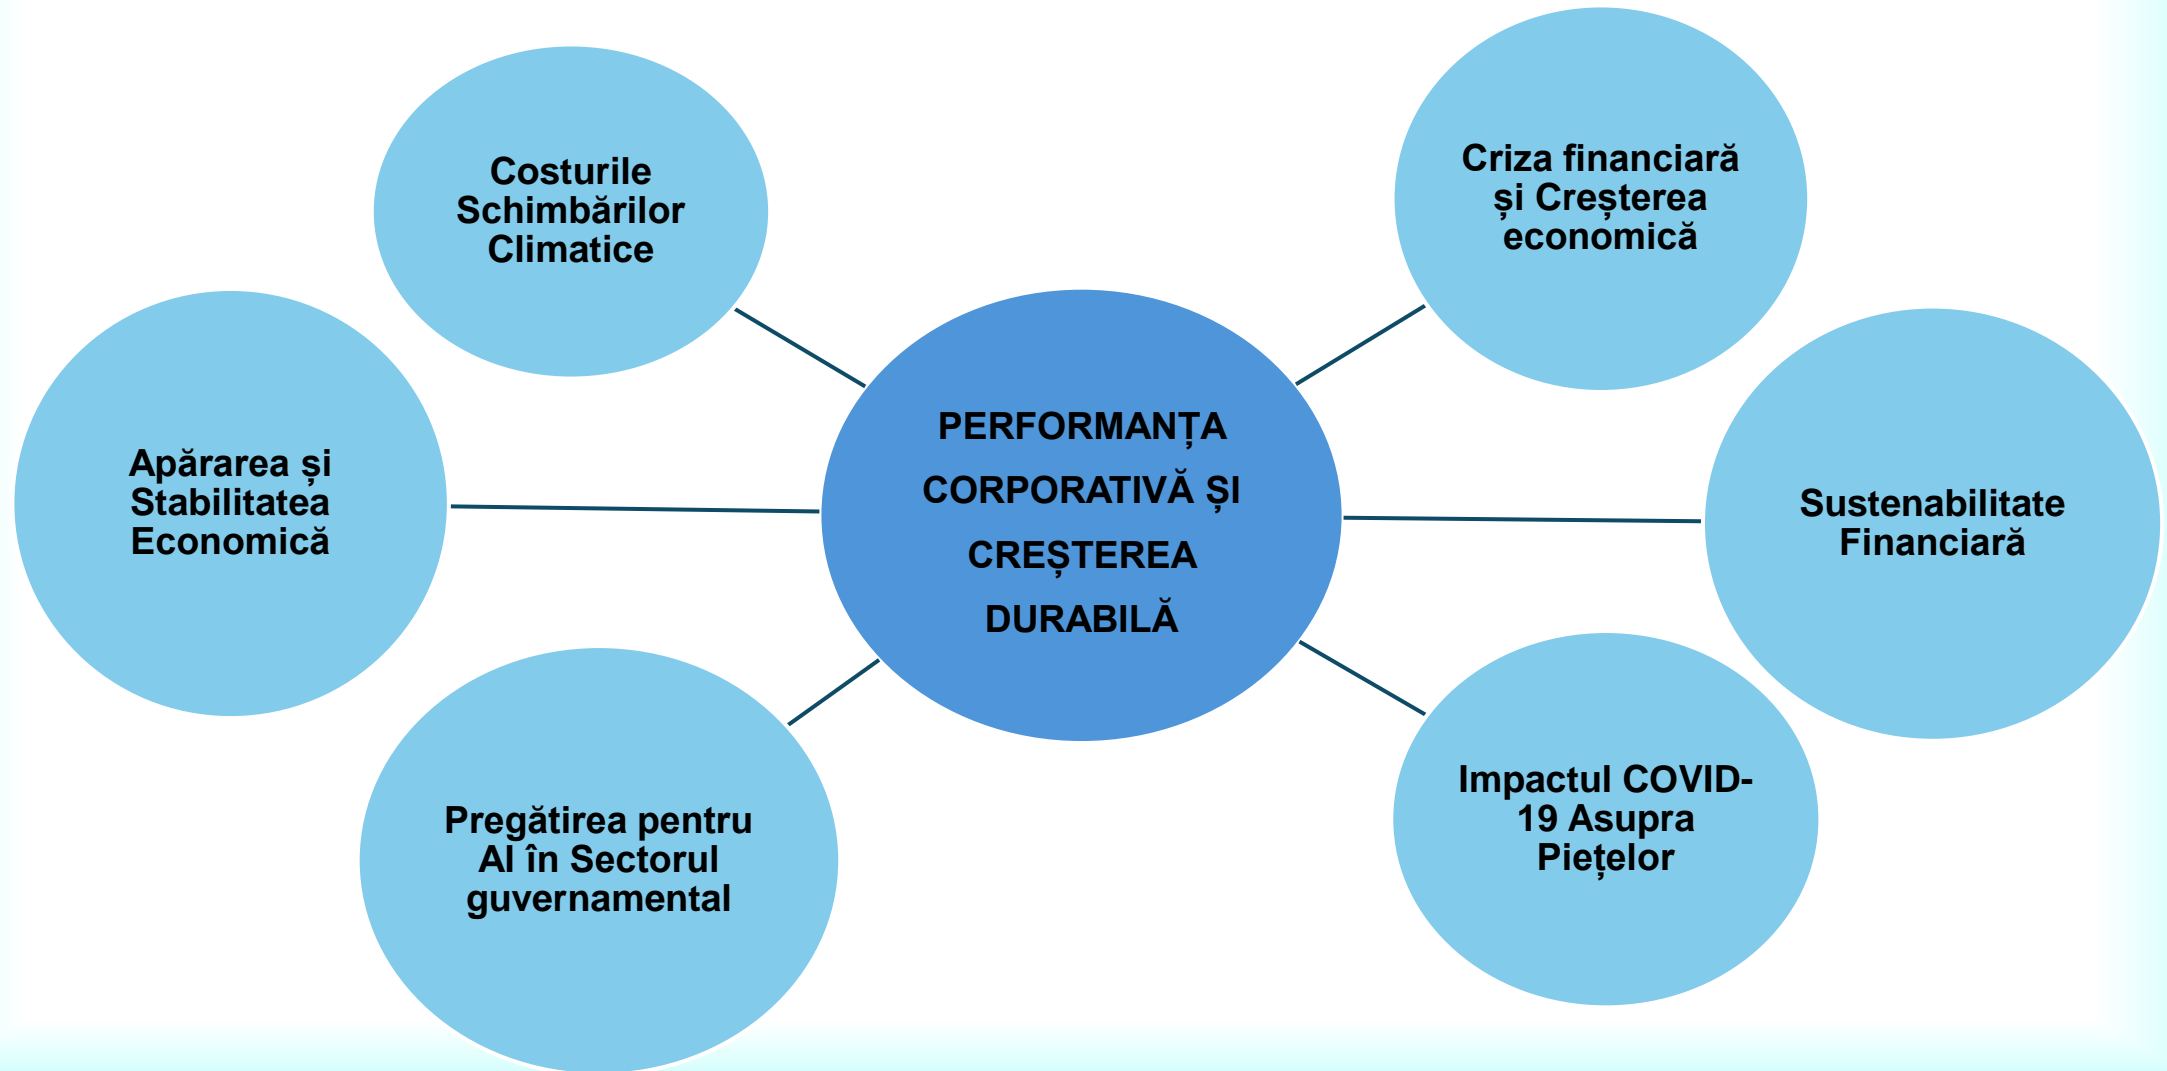 Costurile
Schimbărilor
Climatice
Criza financiară
și Creșterea
economică
Apărarea și
Stabilitatea
Economică
PERFORMANȚA
CORPORATIVĂ ȘI
CREȘTEREA
DURABILĂ
Sustenabilitate
Financiară
Pregătirea pentru
AI în Sectorul
guvernamental
Impactul COVID-
19 Asupra
Piețelor